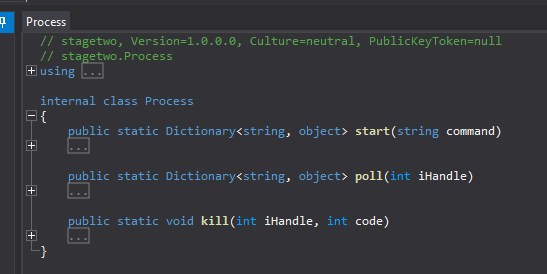 Process
// stagetwo, Version=1.0.0.0, Culture=neutral, PublicKeyToken=null
// stagetwo.Process
using ...
internal class Process
{
public static Dictionary<string, object> start(string command)
...
public static Dictionary<string, object> poll(int iHandle)
...
public static void kill(int iHandle, int code)
...
}